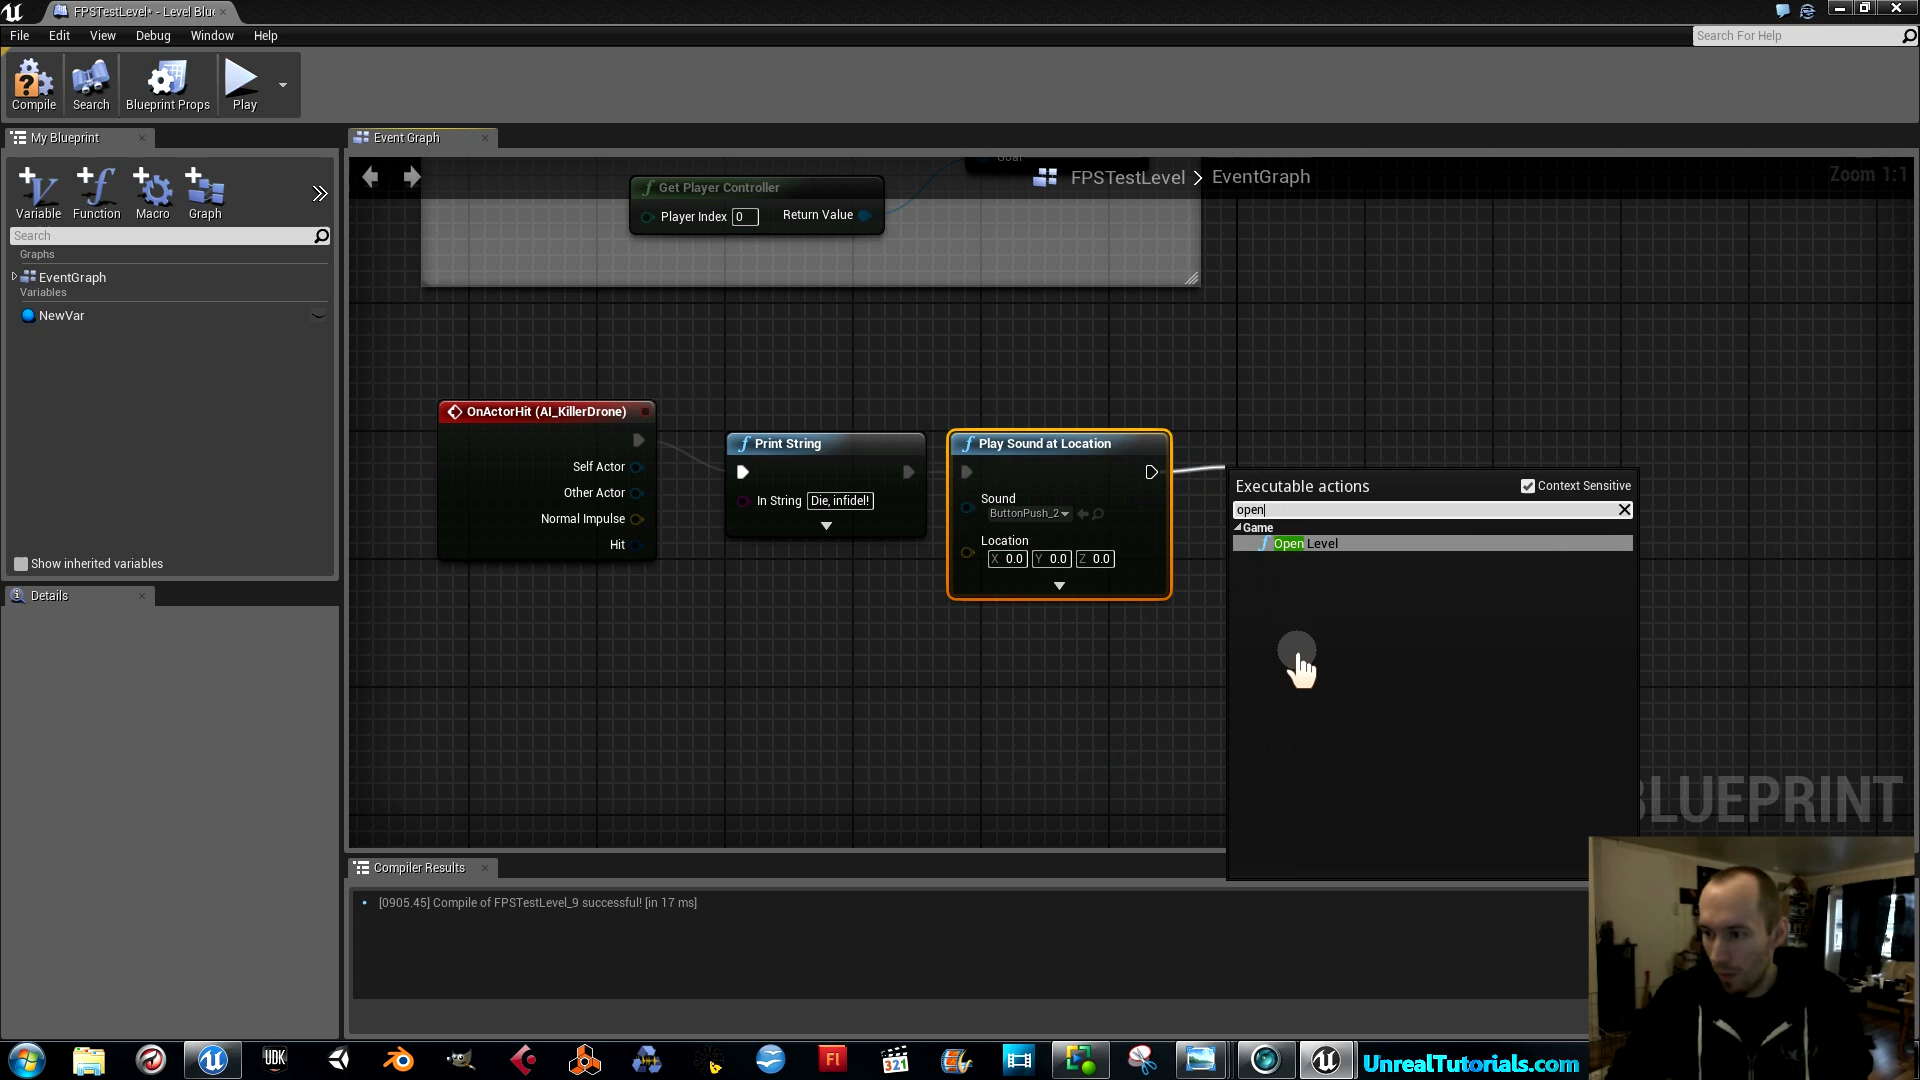 FPSTestLevel* - Level Blu
File Edit View Debug Window Help
Search For Help
Compile Search Blueprint Props Play
My Blueprint
Event Graph
Variable Function Macro Graph
Search
Graphs
EventGraph
Variables
NewVar
Show inherited variables
Details
FPSTestLevel > EventGraph
Zoom 1:1
Goal
Get Player Controller
Player Index 0 Return Value
OnActorHit (AI_KillerDrone)
Self Actor
Other Actor
Normal Impulse
Hit
Print String
In String Die, infidel!
Play Sound at Location
Sound
ButtonPush_2
Location
X 0.0 Y 0.0 Z 0.0
Executable actions Context Sensitive
open
Game
Open Level
BLUEPRINT
Compiler Results
[0905.45] Compile of FPSTestLevel_9 successful! [in 17 ms]
UDK
Fl
321
UnrealTutorials.com